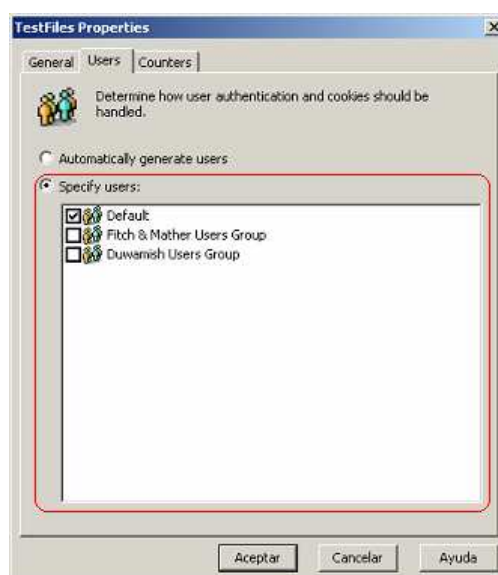 TestFiles Properties
General Users Counters
Determine how user authentication and cookies should be
handled.
Automatically generate users
Specify users:
Default
Fitch & Mather Users Group
Duwamish Users Group
Aceptar Cancelar Ayuda